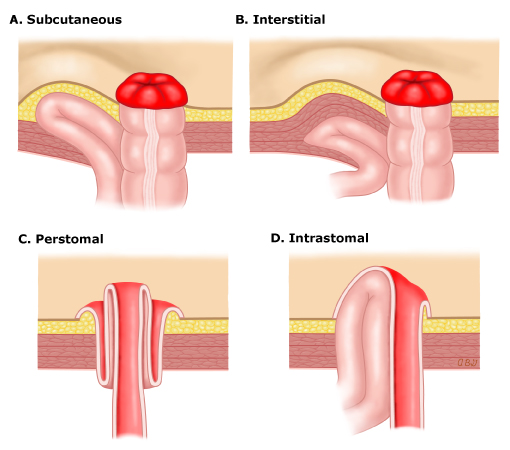 A. Subcutaneous
B. Interstitial
C. Perstomal
D. Intrastomal